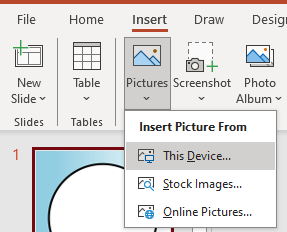 File Home Insert Draw Design
New Slide
Table
Pictures
Screenshot
Photo Album
Slides
Tables
Insert Picture From
This Device...
Stock Images...
Online Pictures...
1